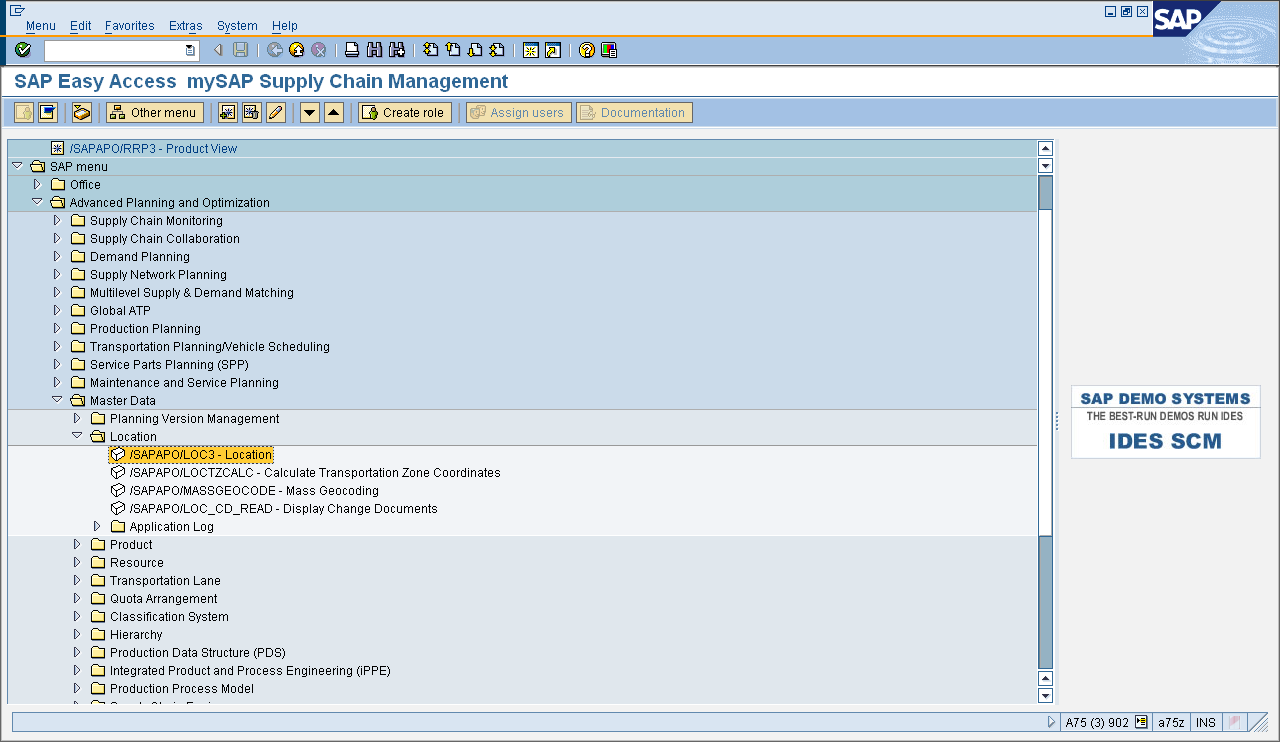 Menu Edit Favorites Extras System Help
SAP
SAP Easy Access mySAP Supply Chain Management
Other menu Create role Assign users Documentation
/SAPAPO/RRP3 - Product View
SAP menu
Office
Advanced Planning and Optimization
Supply Chain Monitoring
Supply Chain Collaboration
Demand Planning
Supply Network Planning
Multilevel Supply & Demand Matching
Global ATP
Production Planning
Transportation Planning/Vehicle Scheduling
Service Parts Planning (SPP)
Maintenance and Service Planning
Master Data
Planning Version Management
Location
/SAPAPO/LOC3 - Location
/SAPAPO/LOCTZCALC - Calculate Transportation Zone Coordinates
/SAPAPO/MASSGEOCODE - Mass Geocoding
/SAPAPO/LOC_CD_READ - Display Change Documents
Application Log
Product
Resource
Transportation Lane
Quota Arrangement
Classification System
Hierarchy
Production Data Structure (PDS)
Integrated Product and Process Engineering (iPPE)
Production Process Model
SAP DEMO SYSTEMS
THE BEST-RUN DEMOS RUN IDES
IDES SCM
A75 (3) 902 a75z INS